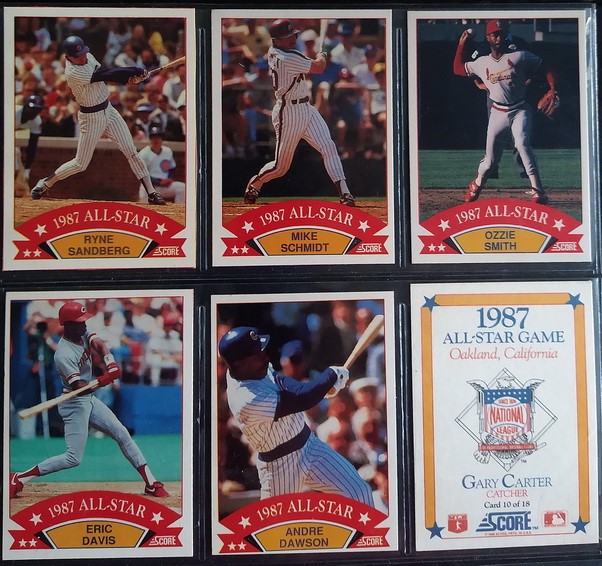 1987 ALL-STAR
RYNE
SANDBERG
SCORE
1987 ALL-STAR
MIKE
SCHMIDT
SCORE
1987 ALL-STAR
OZZIE
SMITH
SCORE
1987 ALL-STAR
ERIC
DAVIS
SCORE
1987 ALL-STAR
ANDRE
DAWSON
SCORE
1987
ALL-STAR GAME
Oakland, California
NATIONAL
LEAGUE
GARY CARTER
CATCHER
Card 10 of 18
SCORE